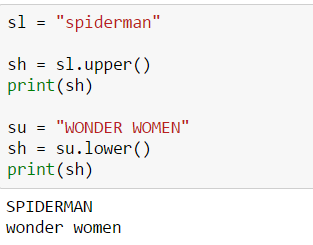 sl = "spiderman"
sh = sl.upper()
print(sh)
su = "WONDER WOMEN"
sh = su.lower()
print(sh)
SPIDERMAN
wonder women